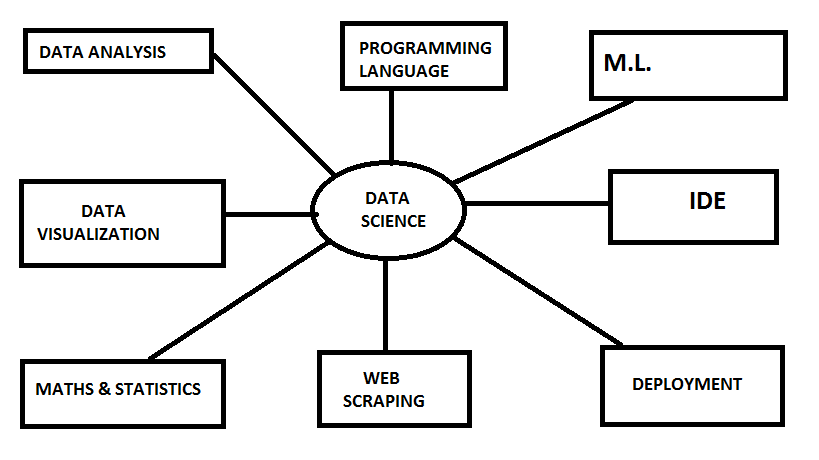 DATA ANALYSIS
PROGRAMMING
LANGUAGE
M.L.
DATA
VISUALIZATION
DATA
SCIENCE
IDE
MATHS & STATISTICS
WEB
SCRAPING
DEPLOYMENT